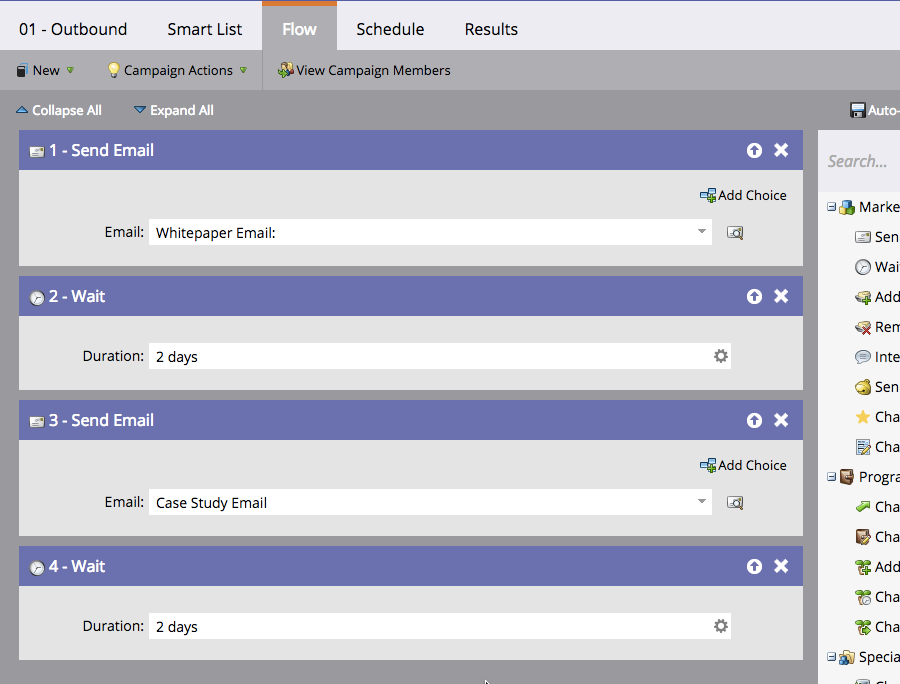 01 - Outbound Smart List Flow Schedule Results
New Campaign Actions View Campaign Members
Collapse All Expand All Auto-
1 - Send Email
Search...
Add Choice
Marke
Email: Whitepaper Email:
Sen
Wai
2 - Wait
Add
Rem
Duration: 2 days
Inte
Sen
3 - Send Email
Cha
Cha
Add Choice
Progra
Email: Case Study Email
Cha
Cha
4 - Wait
Add
Cha
Duration: 2 days
Cha
Specia